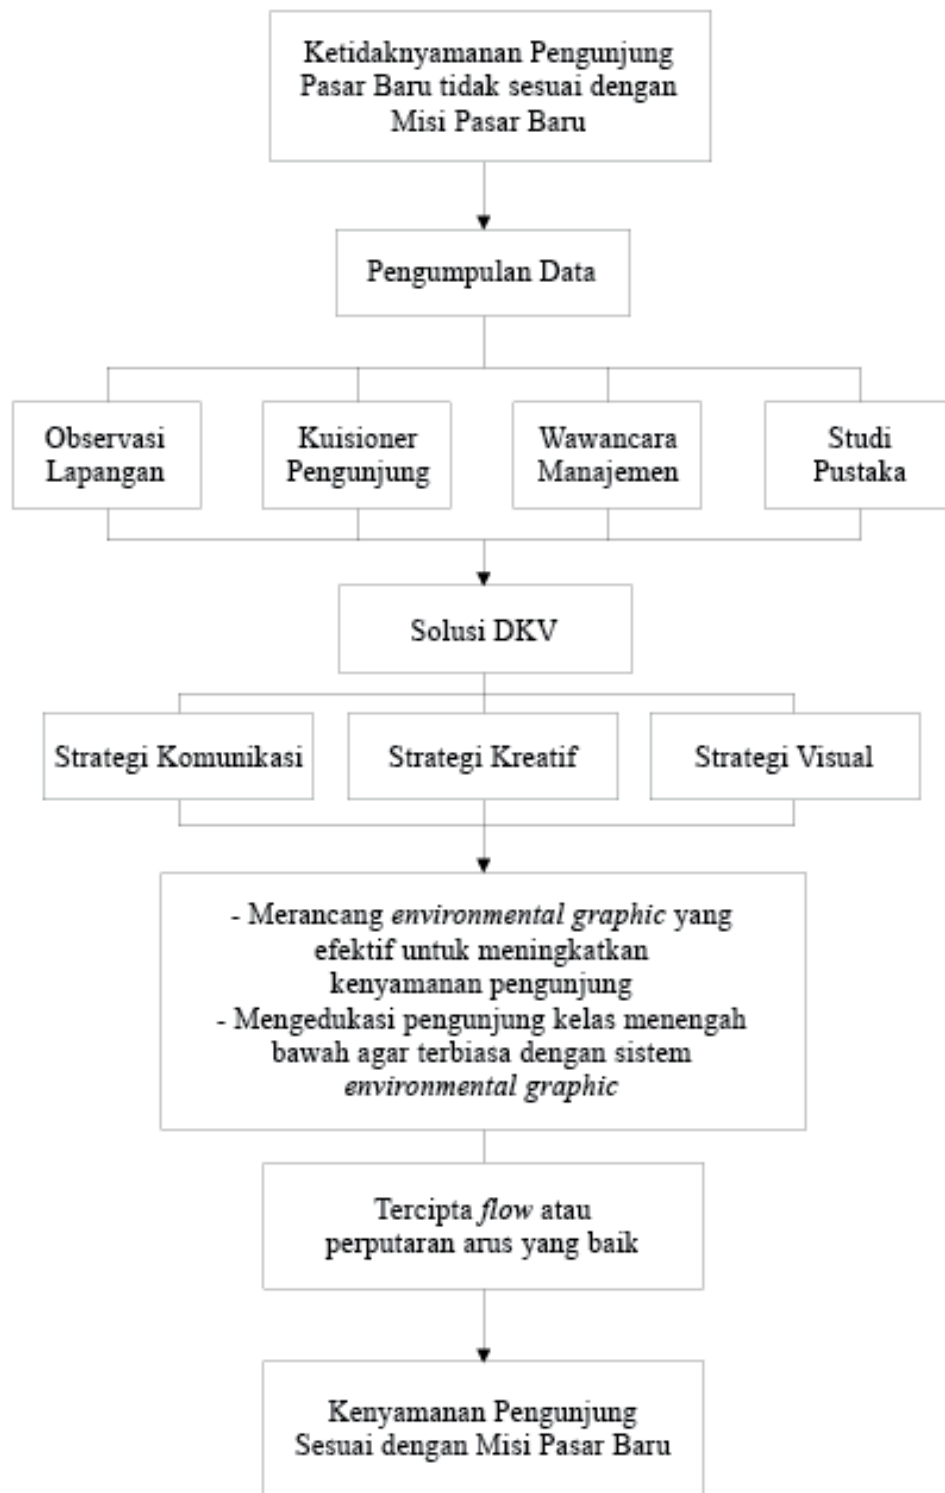 Ketidaknyamanan Pengunjung
Pasar Baru tidak sesuai dengan
Misi Pasar Baru
Pengumpulan Data
Observasi
Lapangan
Kuisioner
Pengunjung
Wawancara
Manajemen
Studi
Pustaka
Solusi DKV
Strategi Komunikasi
Strategi Kreatif
Strategi Visual
- Merancang environmental graphic yang
efektif untuk meningkatkan
kenyamanan pengunjung
- Mengedukasi pengunjung kelas menengah
bawah agar terbiasa dengan sistem
environmental graphic
Tercipta flow atau
perputaran arus yang baik
Kenyamanan Pengunjung
Sesuai dengan Misi Pasar Baru